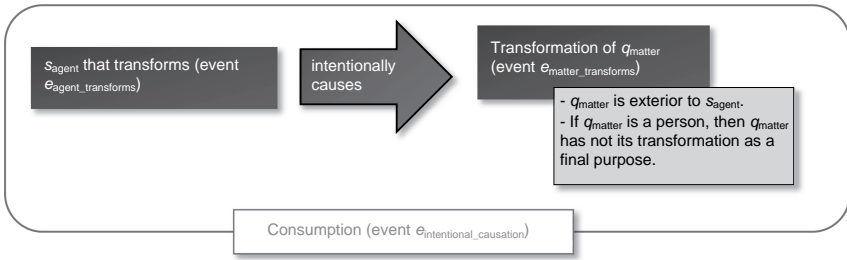 s_agent that transforms (event
e_agent_transforms)
intentionally
causes
Transformation of q_matter
(event e_matter_transforms)
- q_matter is exterior to s_agent.
- If q_matter is a person, then q_matter
has not its transformation as a
final purpose.
Consumption (event e_intentional_causation)